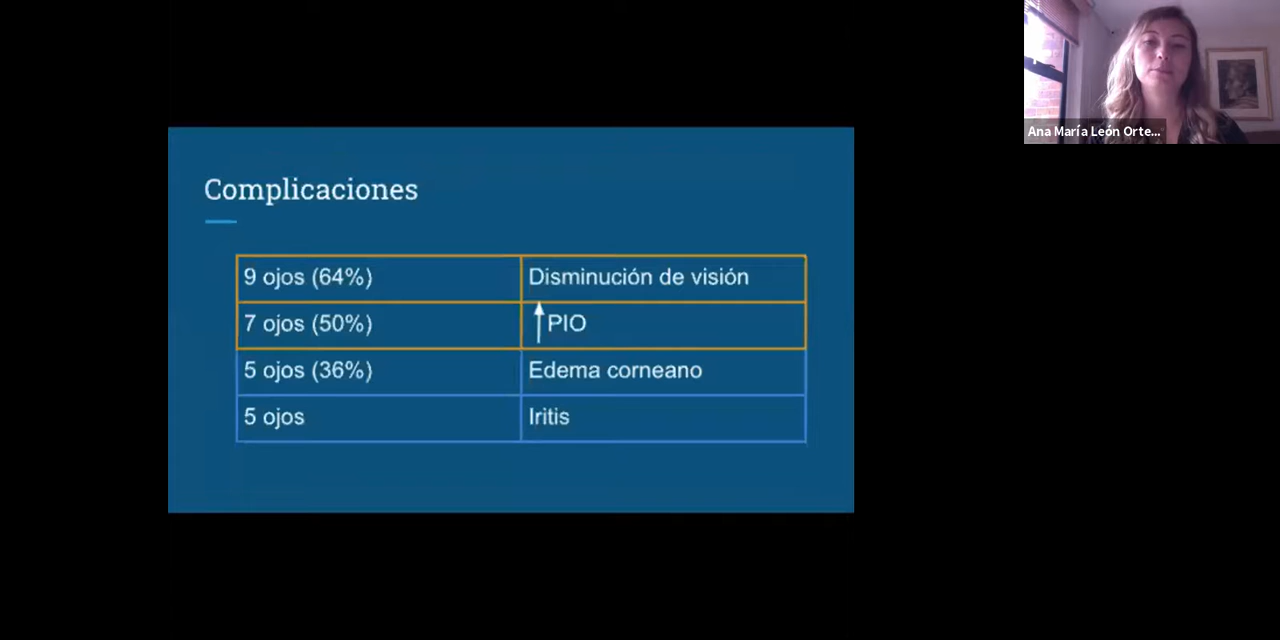 Complicaciones
9 ojos (64%) Disminución de visión
7 ojos (50%) ↑PIO
5 ojos (36%) Edema corneano
5 ojos Iritis
Ana María León Orte...